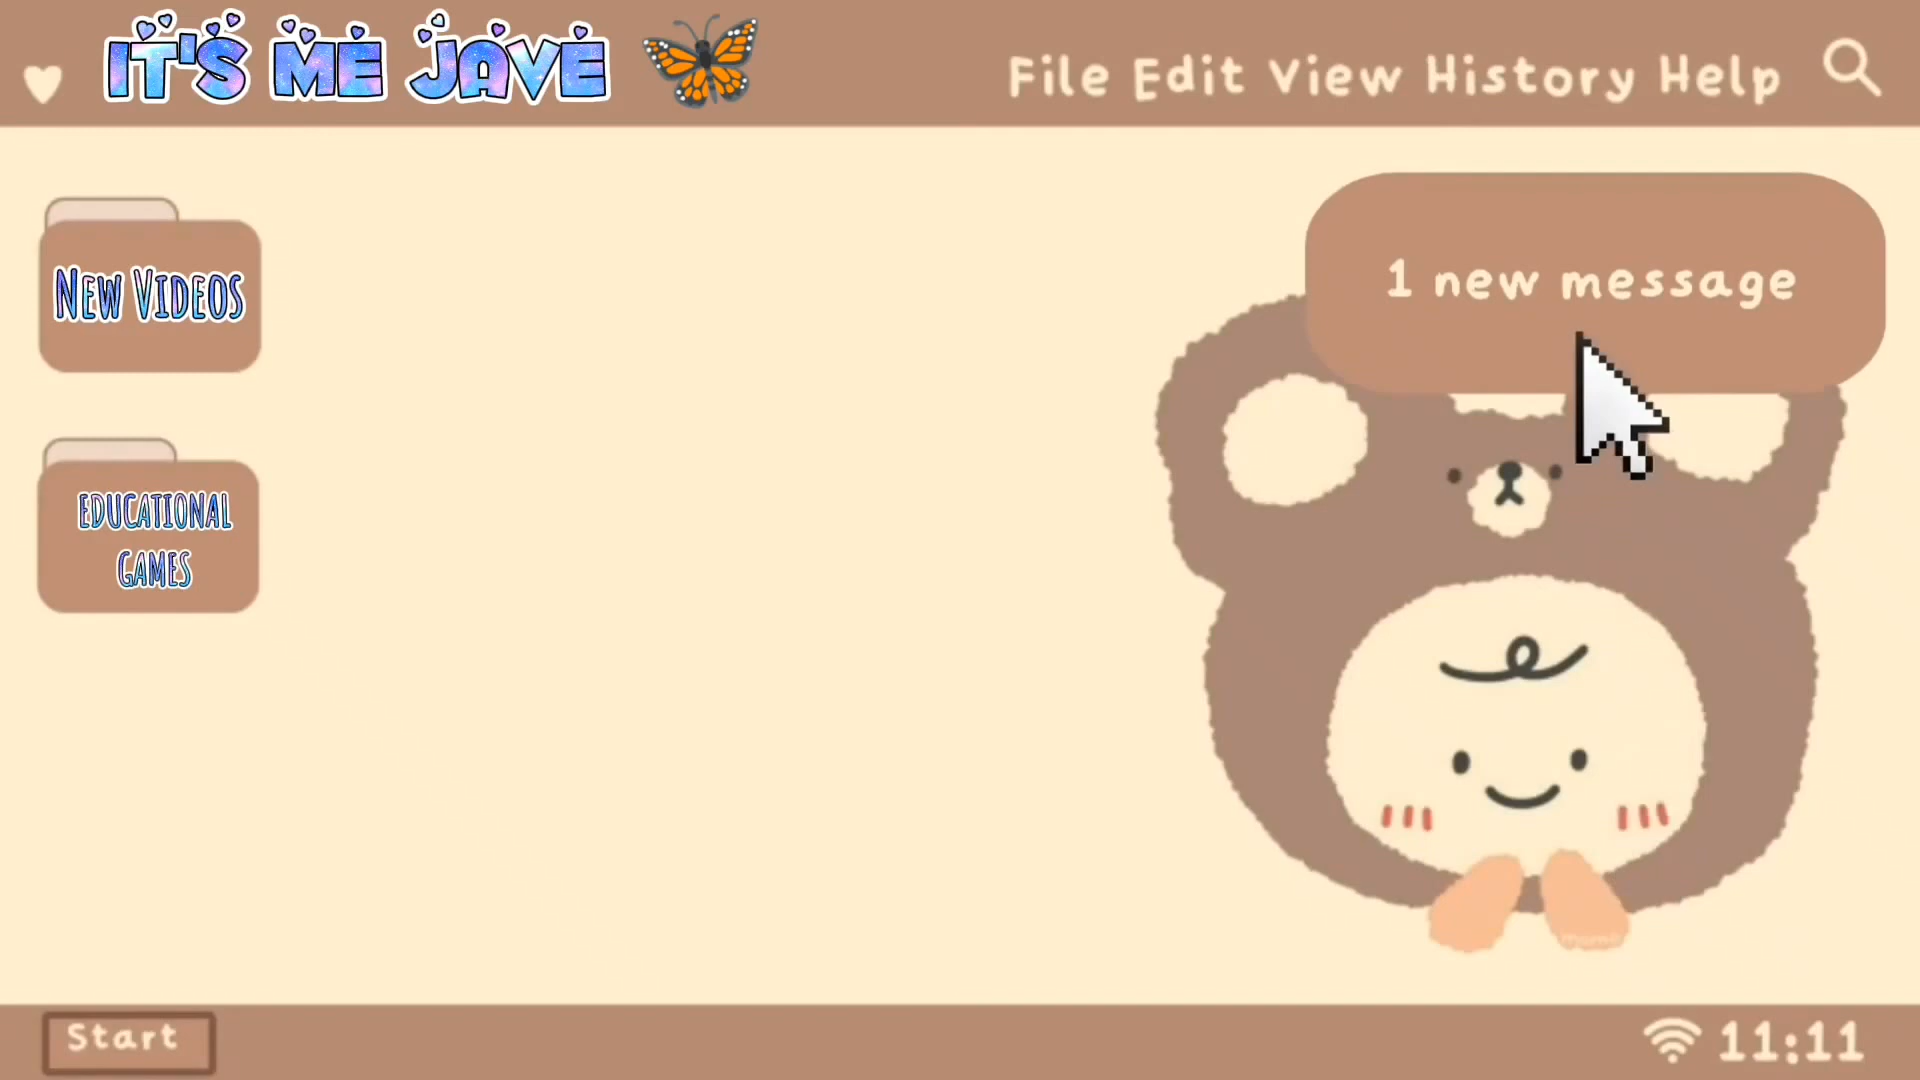 IT'S ME JAVE
File Edit View History Help
New Videos
1 new message
EDUCATIONAL
GAMES
Start
11:11